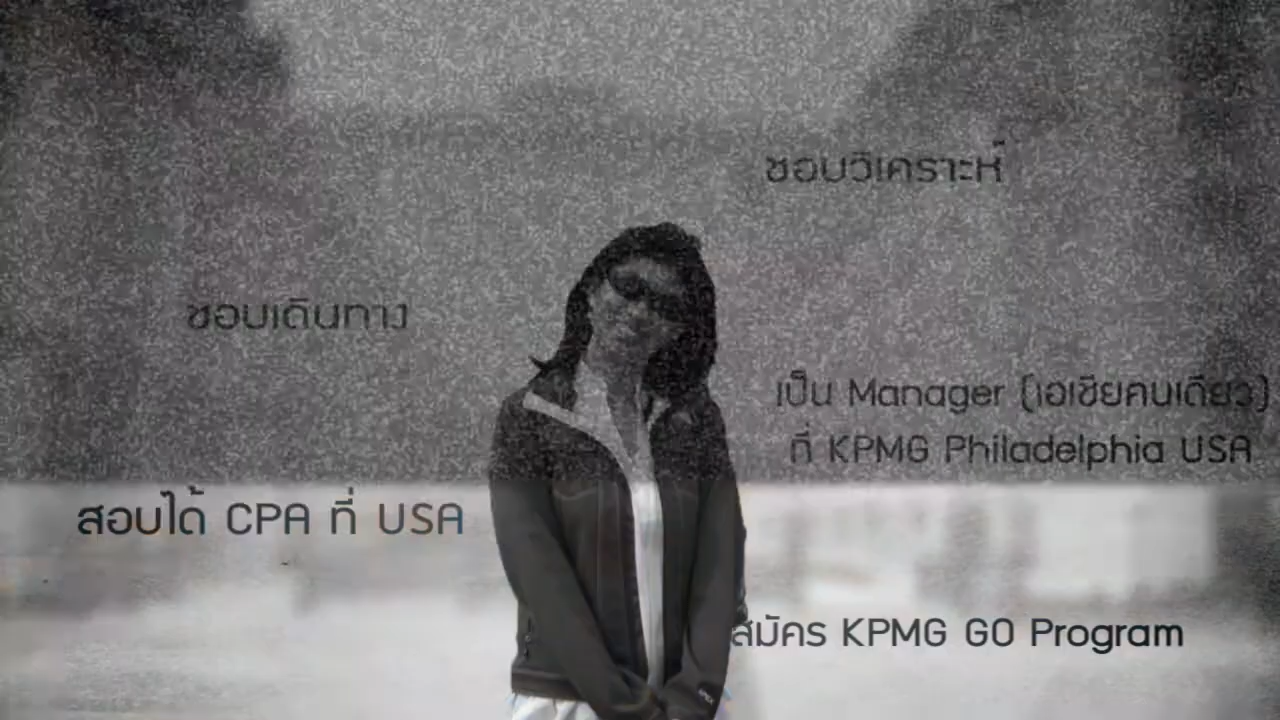 ชอบวิเคราะห์
ชอบเดินทาง
เป็น Manager (เอเชียคนเดียว)
ที่ KPMG Philadelphia USA
สอบได้ CPA ที่ USA
สมัคร KPMG GO Program